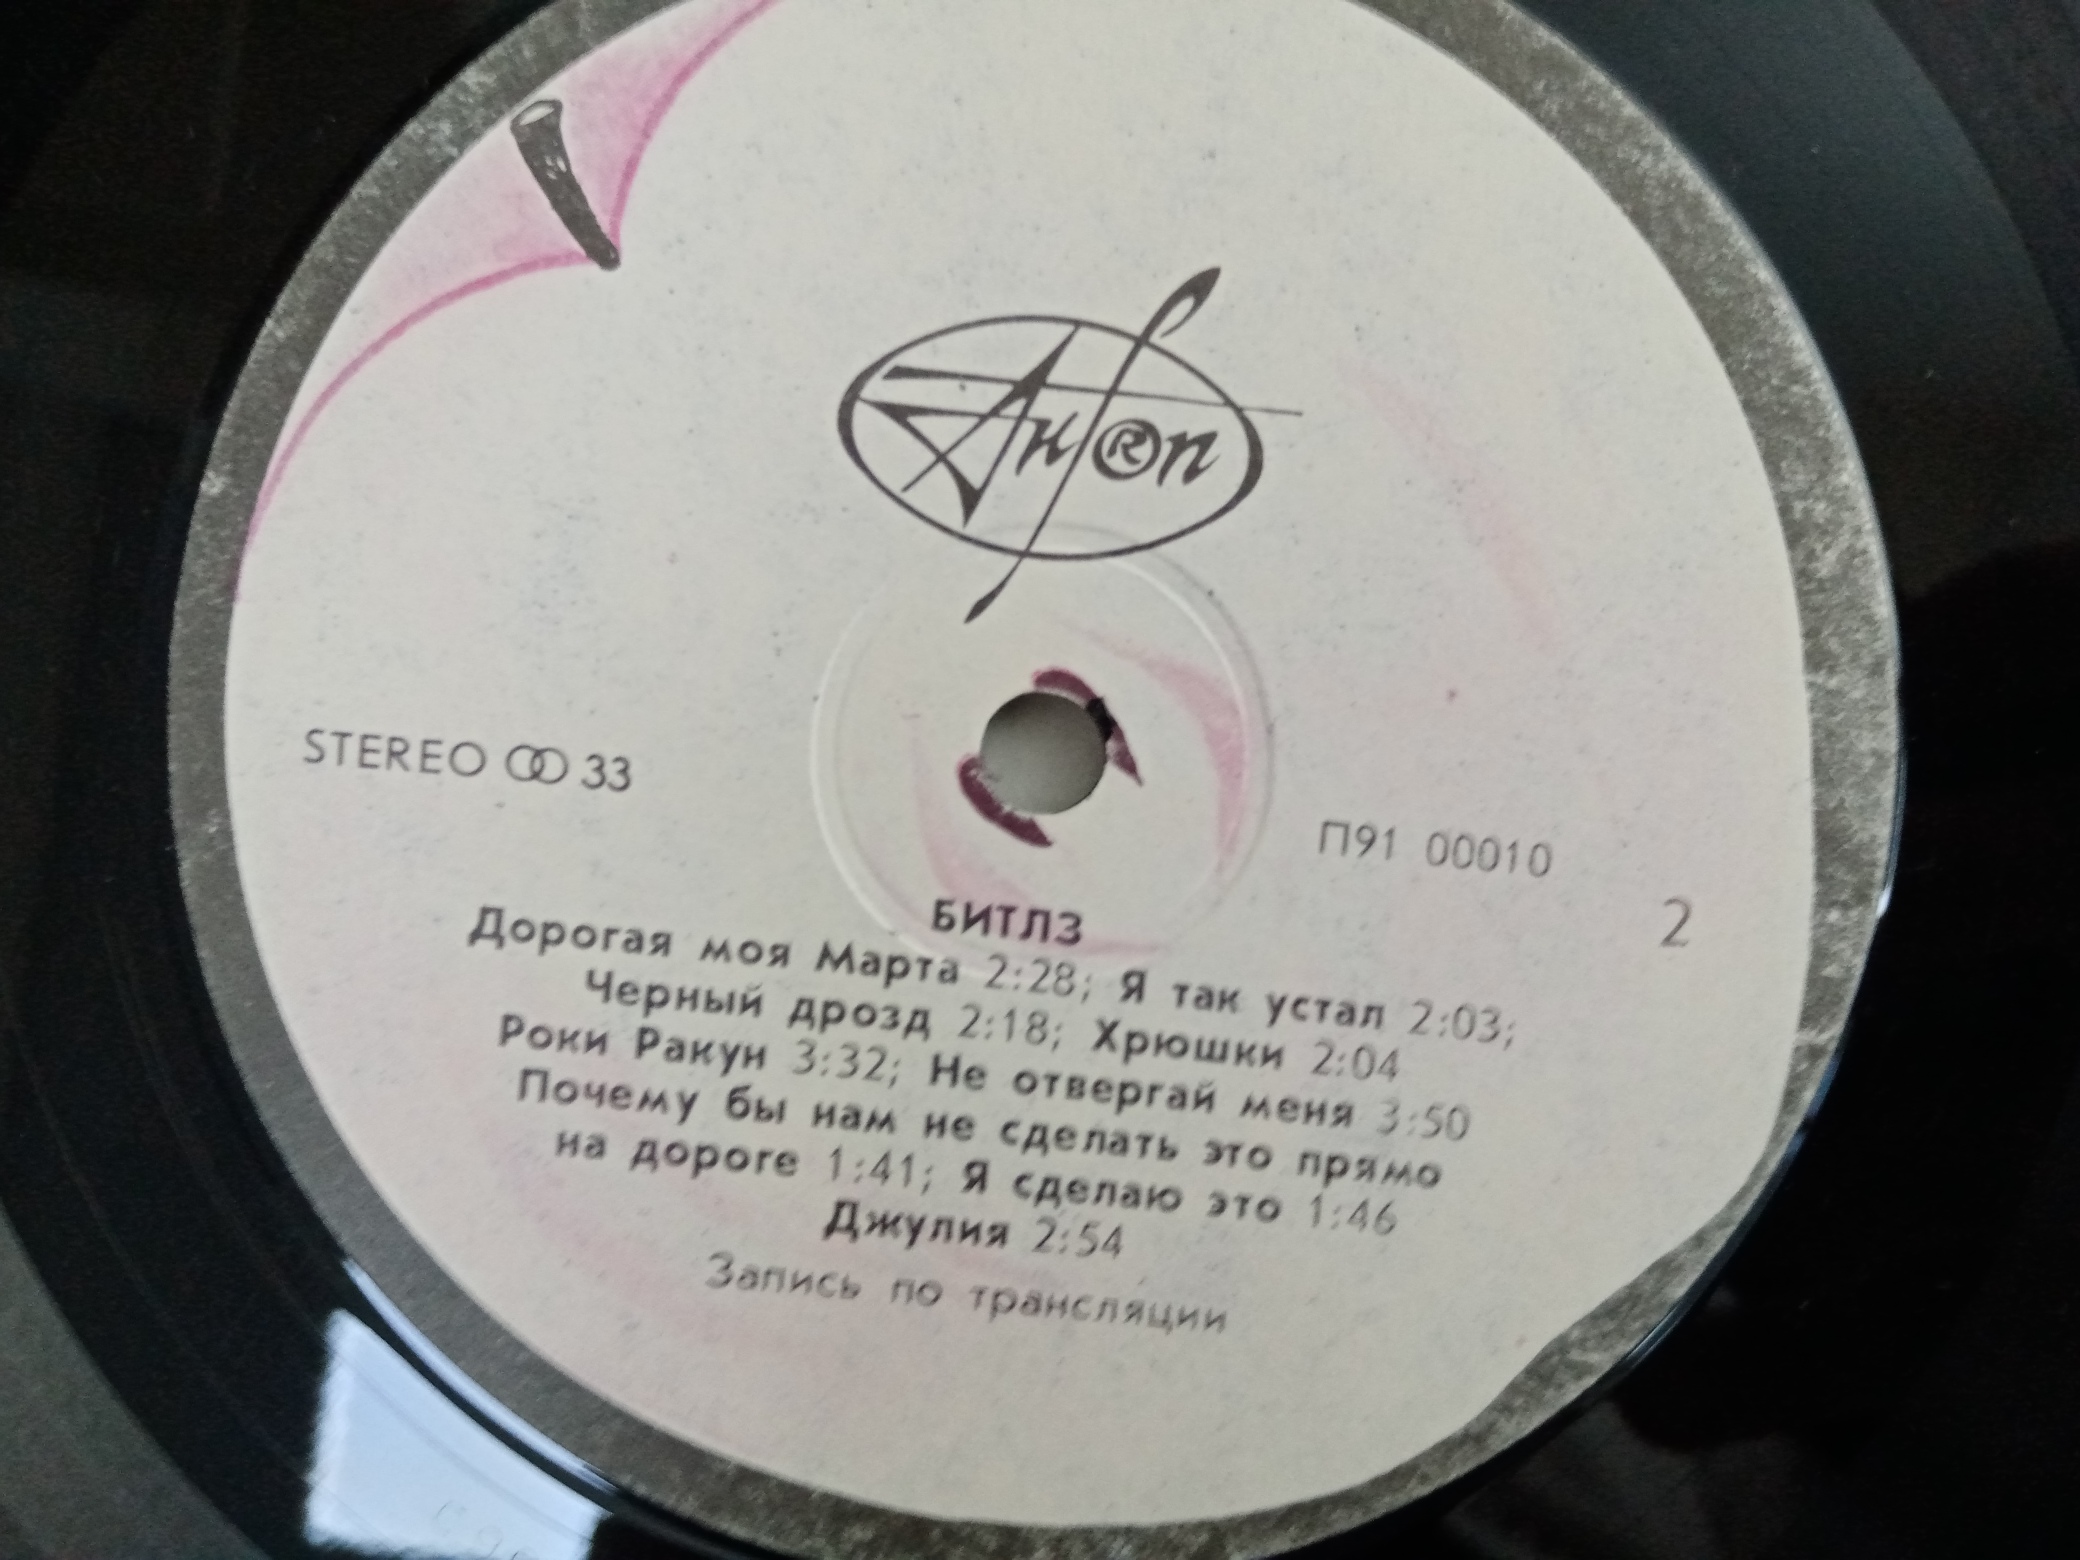 АнТроп
®
STEREO 33
П91 00010
2
БИТЛЗ
Дорогая моя Марта 2:28; Я так устал 2:03;
Черный дрозд 2:18; Хрюшки 2:04
Роки Ракун 3:32; Не отвергай меня 3:50
Почему бы нам не сделать это прямо
на дороге 1:41; Я сделаю это 1:46
Джулия 2:54
Запись по трансляции